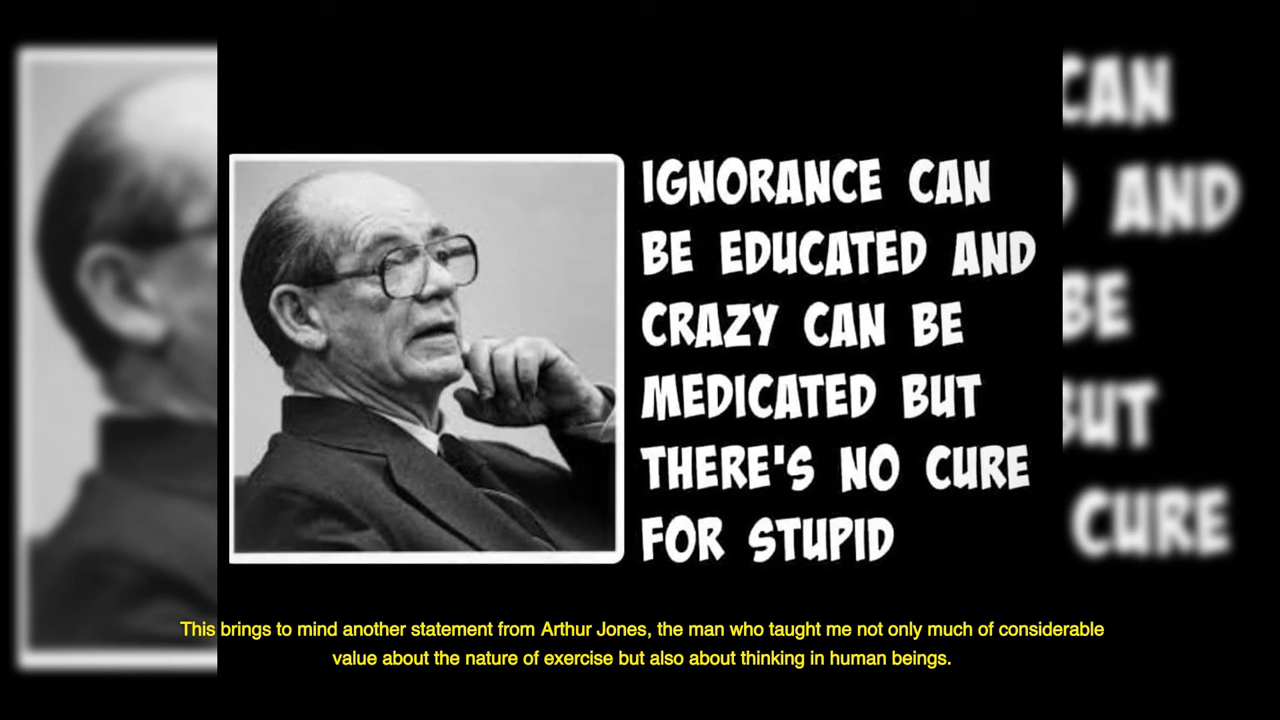 IGNORANCE CAN
BE EDUCATED AND
CRAZY CAN BE
MEDICATED BUT
THERE'S NO CURE
FOR STUPID
This brings to mind another statement from Arthur Jones, the man who taught me not only much of considerable
value about the nature of exercise but also about thinking in human beings.